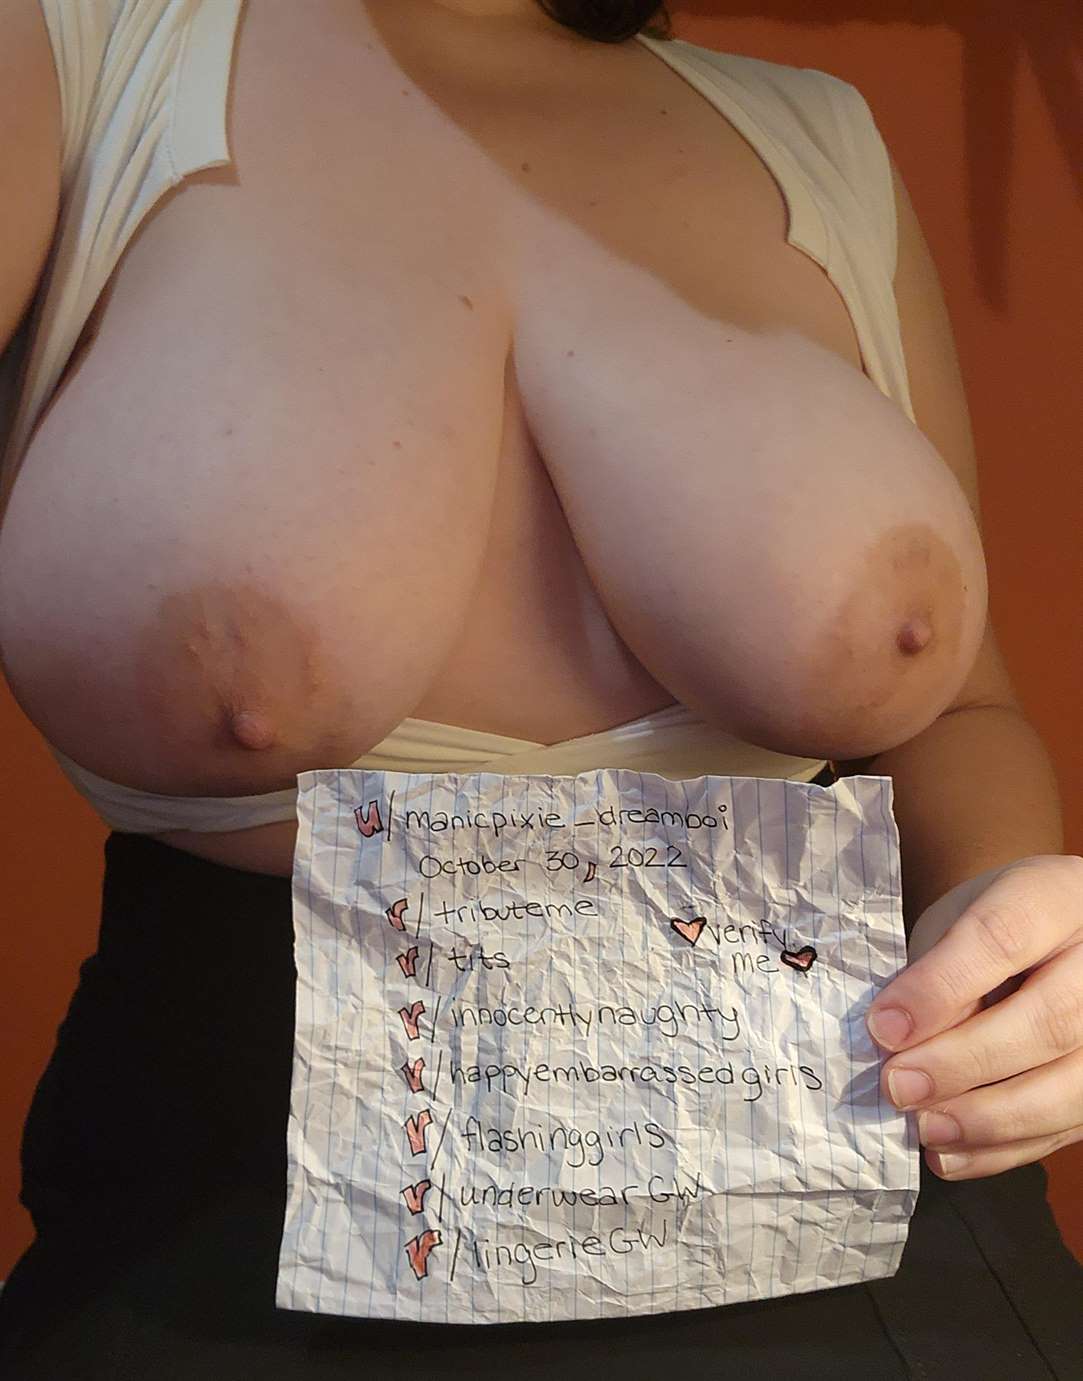 u/manicpixie_dreamboi
October 30, 2022
r/tributeme
r/tits
♥verify
me♥
r/innocentlynaughty
r/happyembarrassedgirls
r/flashinggirls
r/underwearGW
r/lingerieGW